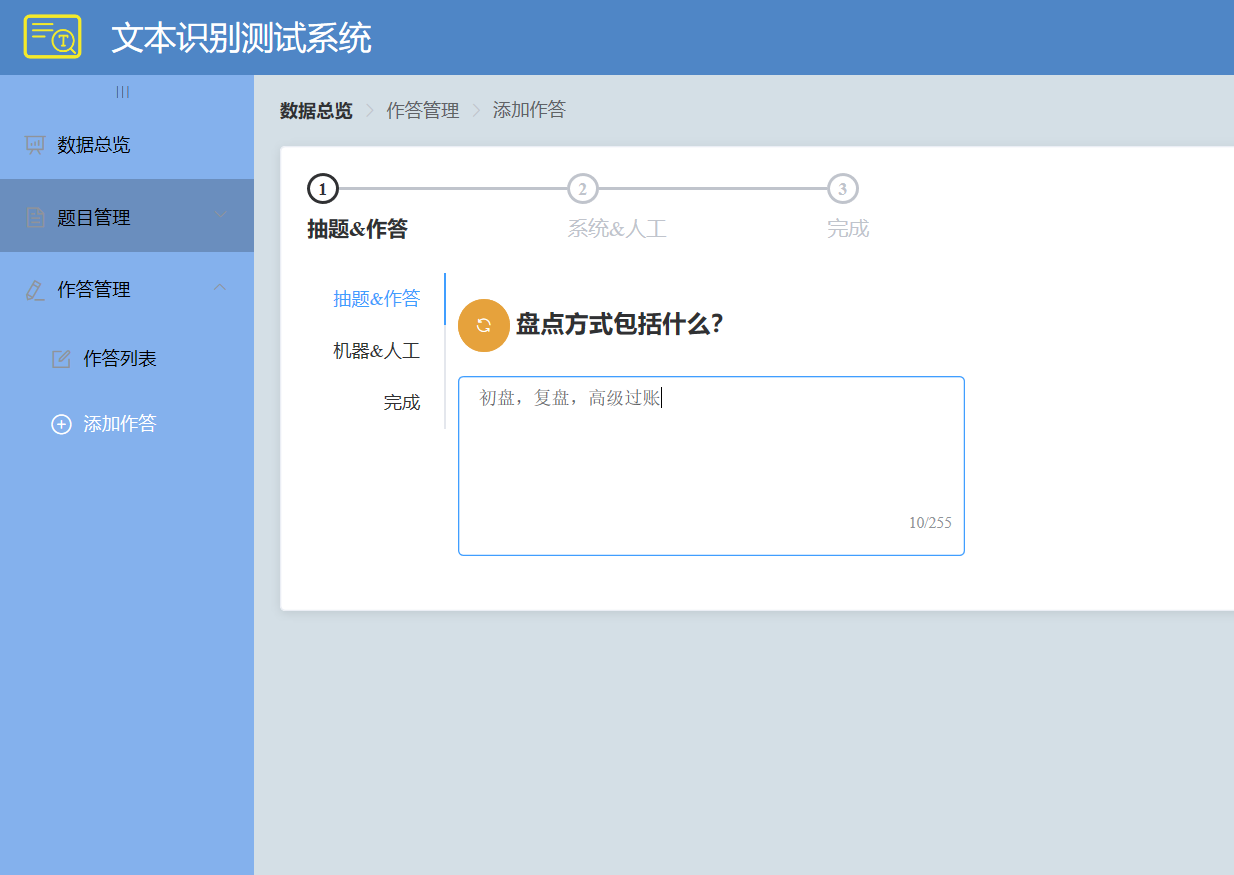 文本识别测试系统
数据总览
题目管理
作答管理
作答列表
添加作答
数据总览 作答管理 添加作答
1 2 3
抽题&作答 系统&人工 完成
抽题&作答
机器&人工
完成
盘点方式包括什么？
初盘，复盘，高级过账
10/255